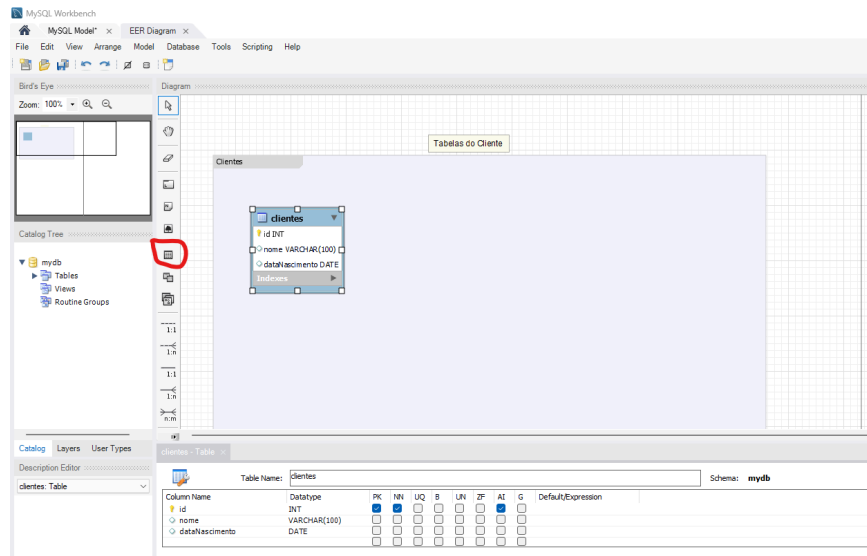 MySQL Workbench
MySQL Model* × EER Diagram ×
File Edit View Arrange Model Database Tools Scripting Help
Bird's Eye
Diagram
Zoom: 100%
Tabelas do Cliente
Clientes
clientes
id INT
nome VARCHAR(100)
dataNascimento DATE
Indexes
Catalog Tree
mydb
Tables
Views
Routine Groups
1:1
1:n
1:1
1:n
n:m
Catalog Layers User Types
Description Editor
clientes: Table
clientes - Table ×
Table Name: clientes Schema: mydb
Column Name Datatype PK NN UQ B UN ZF AI G Default/Expression
id INT
nome VARCHAR(100)
dataNascimento DATE